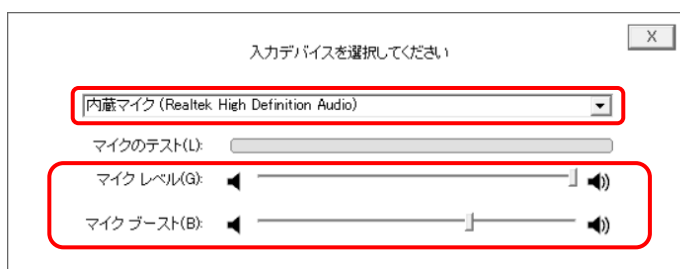 X
入力デバイスを選択してください
内蔵マイク (Realtek High Definition Audio)
マイクのテスト(L):
マイク レベル(G):
マイク ブースト(B):